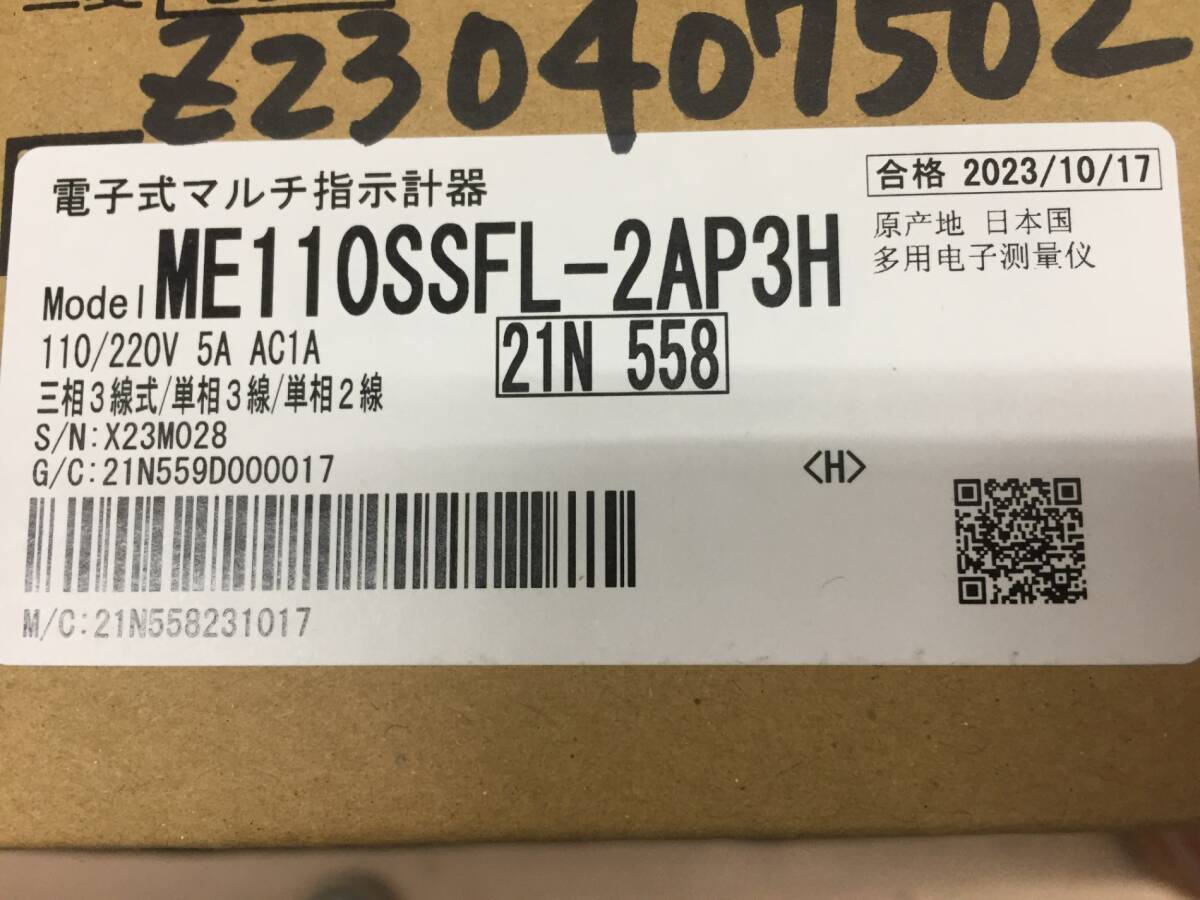 Z230407502
電子式マルチ指示計器
合格 2023/10/17
原产地 日本国
多用电子测量仪
Model ME110SSFL-2AP3H
110/220V 5A AC1A
21N 558
三相3線式/単相3線/単相2線
S/N:X23M028
G/C:21N559D000017
<H>
M/C:21N558231017